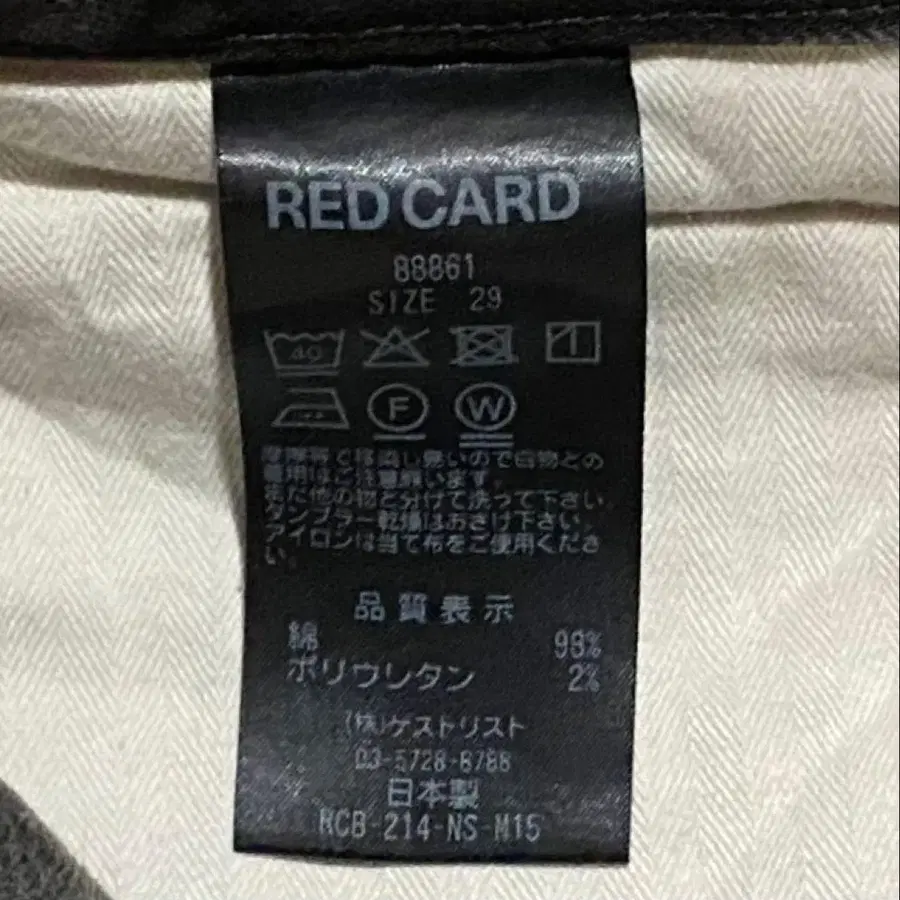 RED CARD
88861
SIZE 29
40
F W
摩擦等で移染し易いので白物との
着用はご注意願います。
また他の物と分けて洗って下さい
タンブラー乾燥はおさけ下さい。
アイロンは当て布をご使用くださ
い。
品質表示
綿 98%
ポリウレタン 2%
(株)ゲストリスト
03-5728-8788
日本製
RCB-214-NS-M15